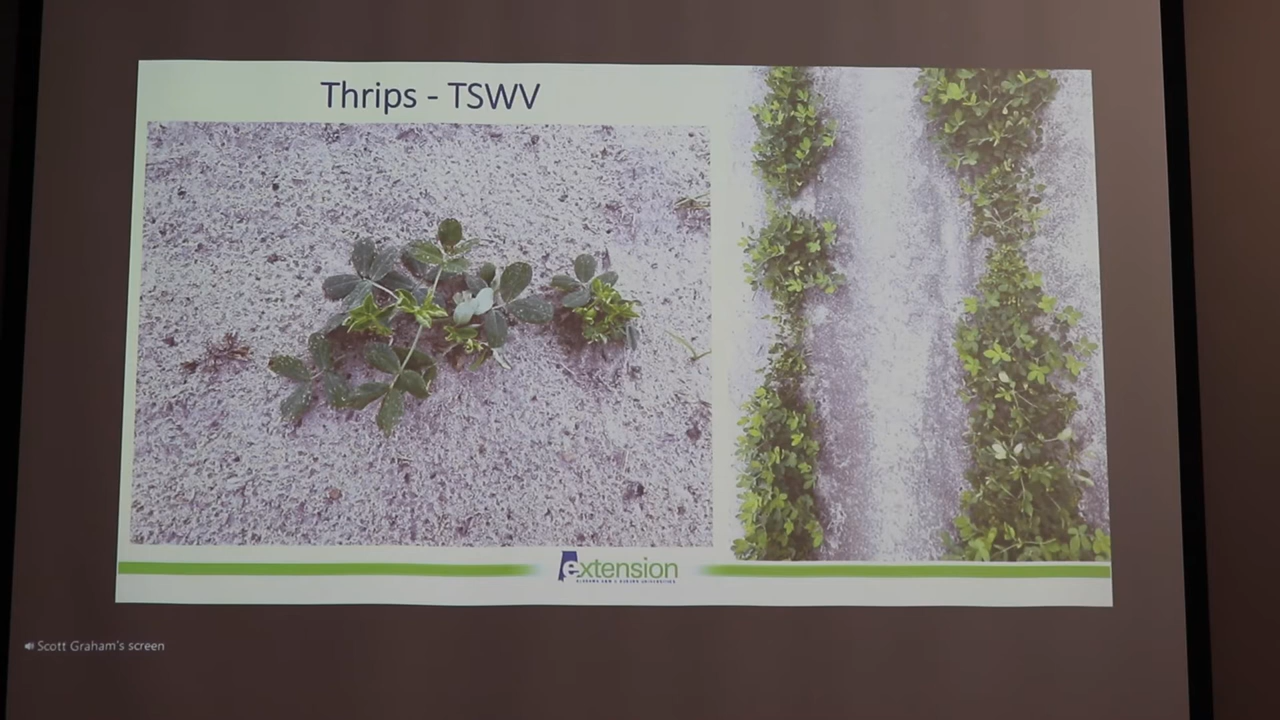 Thrips - TSWV
extension
ALABAMA A&M & AUBURN UNIVERSITIES
Scott Graham's screen